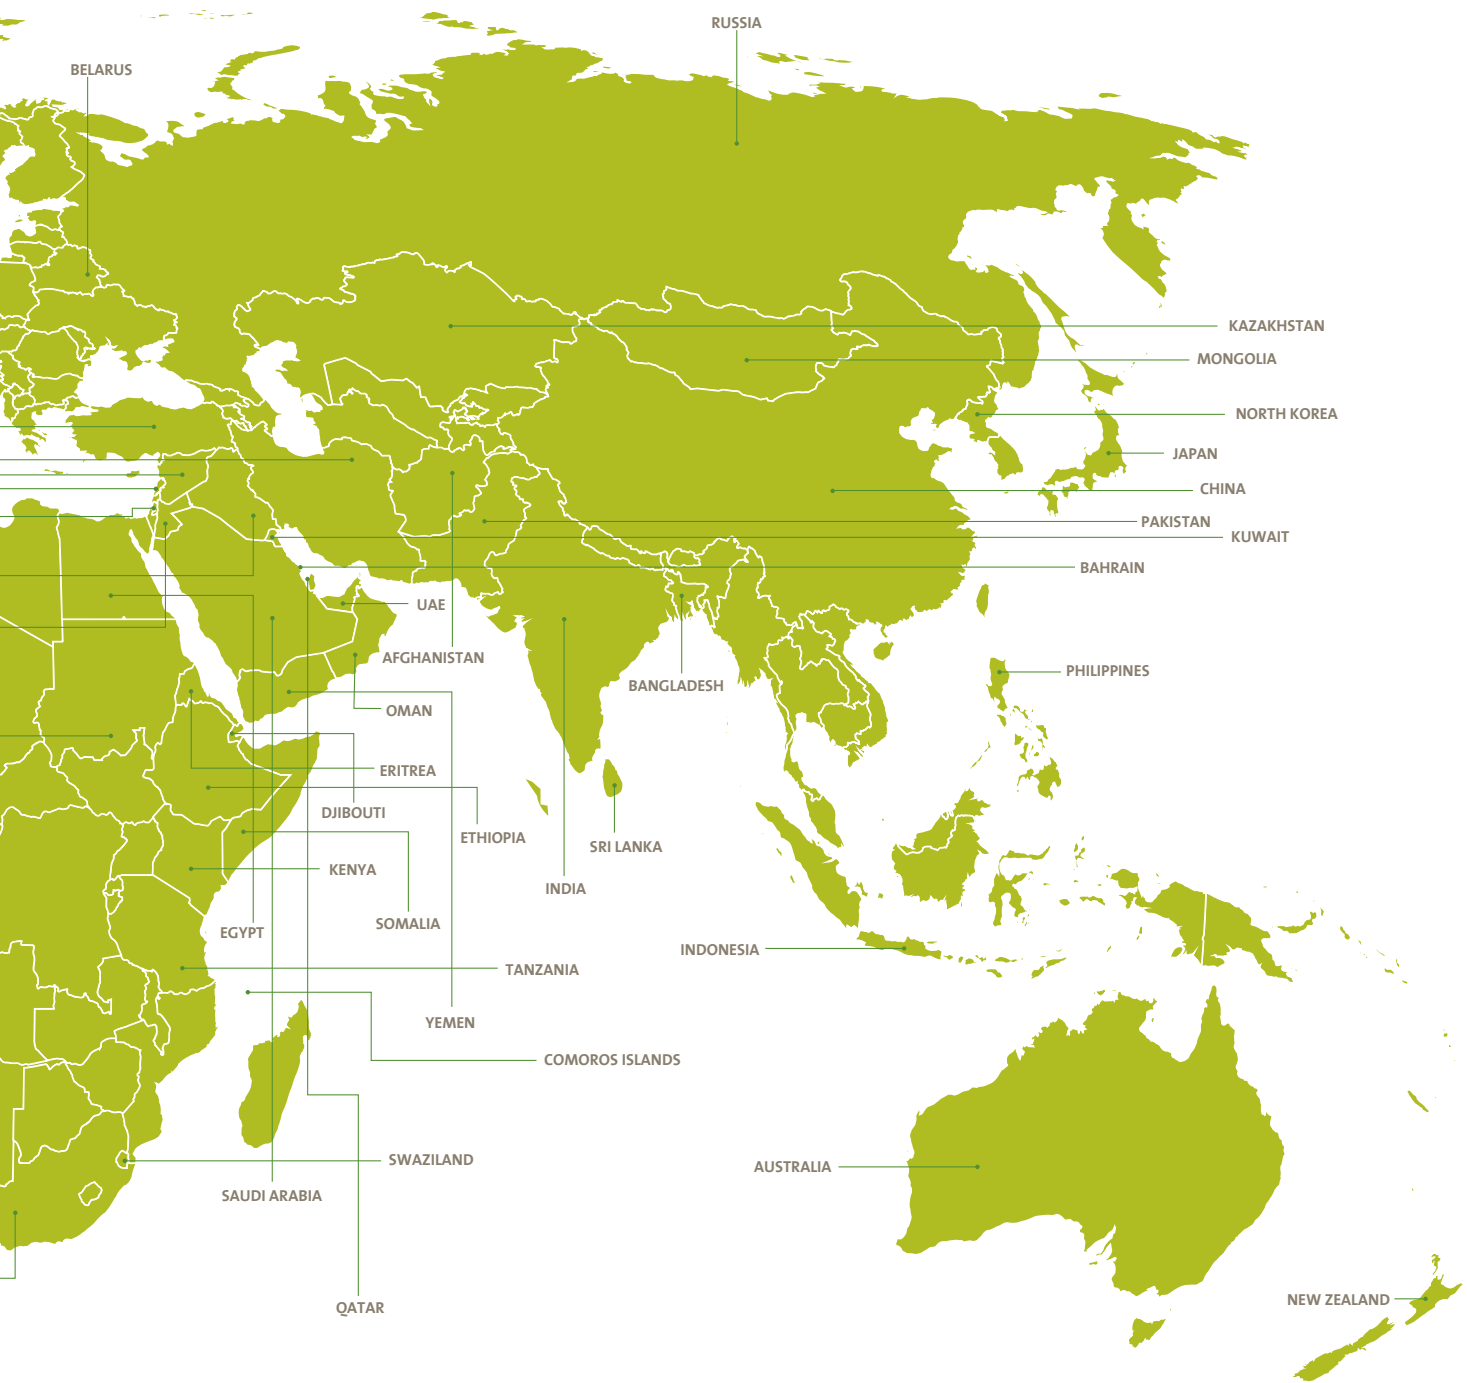 RUSSIA
BELARUS
KAZAKHSTAN
MONGOLIA
NORTH KOREA
JAPAN
CHINA
PAKISTAN
KUWAIT
BAHRAIN
UAE
AFGHANISTAN
PHILIPPINES
BANGLADESH
OMAN
ERITREA
DJIBOUTI
ETHIOPIA
SRI LANKA
KENYA
INDIA
SOMALIA
EGYPT
INDONESIA
TANZANIA
YEMEN
COMOROS ISLANDS
SWAZILAND
AUSTRALIA
SAUDI ARABIA
NEW ZEALAND
QATAR